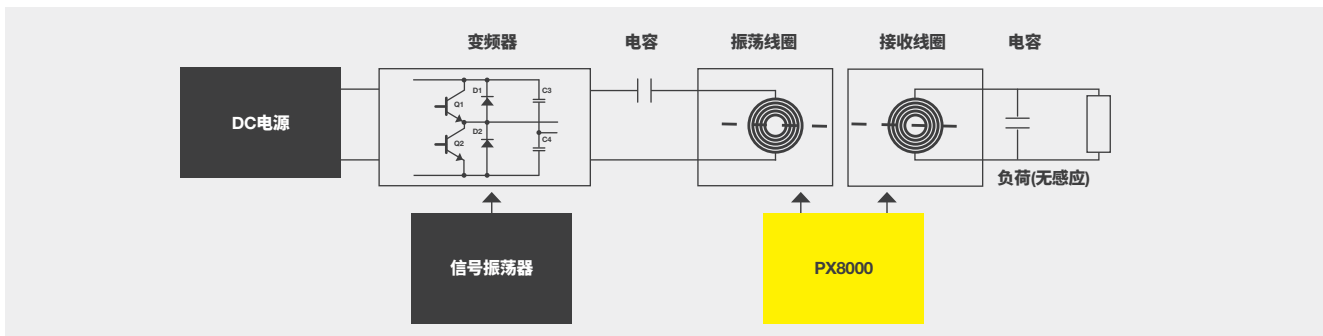 变频器
电容
振荡线圈
接收线圈
电容
DC电源
D1
C3
Q1
D2
C4
Q2
负荷(无感应)
信号振荡器
PX8000